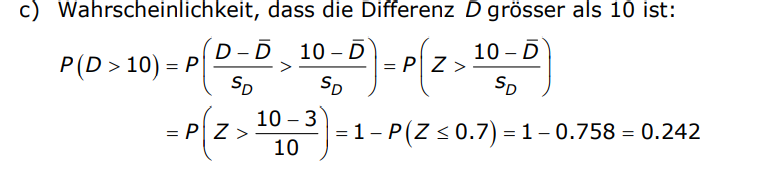 c) Wahrscheinlichkeit, dass die Differenz D grösser als 10 ist:
P(D > 10) = P((D − D̄)/s_D > (10 − D̄)/s_D) = P(Z > (10 − D̄)/s_D)
= P(Z > (10 − 3)/10) = 1 − P(Z ≤ 0.7) = 1 − 0.758 = 0.242